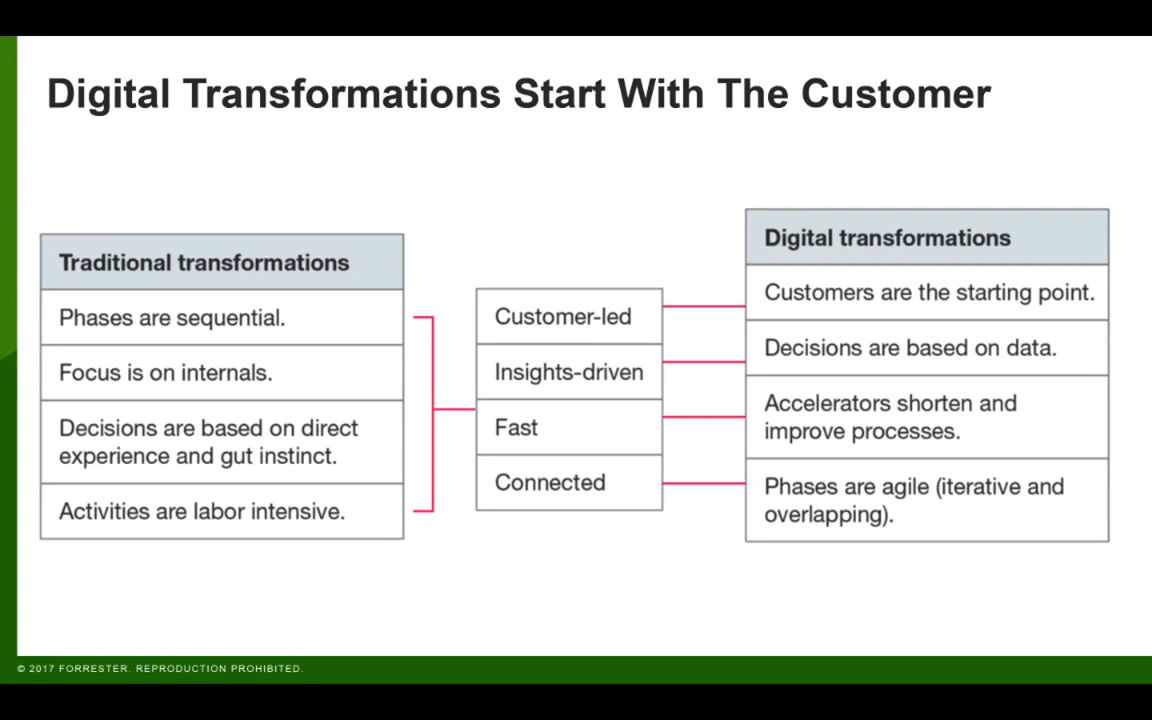 Digital Transformations Start With The Customer
Traditional transformations
Phases are sequential.
Focus is on internals.
Decisions are based on direct
experience and gut instinct.
Activities are labor intensive.
Customer-led
Insights-driven
Fast
Connected
Digital transformations
Customers are the starting point.
Decisions are based on data.
Accelerators shorten and
improve processes.
Phases are agile (iterative and
overlapping).
© 2017 FORRESTER. REPRODUCTION PROHIBITED.